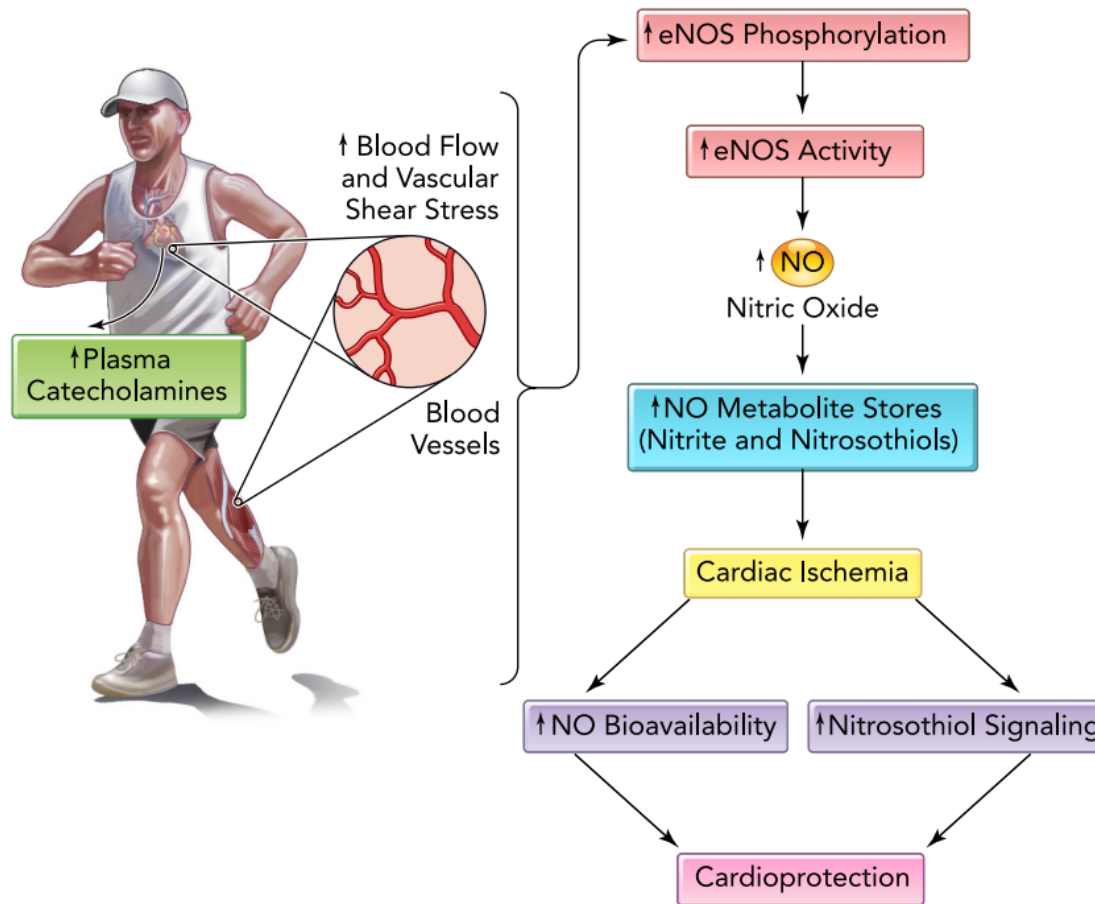 ↑ Blood Flow
and Vascular
Shear Stress
↑Plasma
Catecholamines
Blood
Vessels
↑eNOS Phosphorylation
↑eNOS Activity
↑ NO
Nitric Oxide
↑NO Metabolite Stores
(Nitrite and Nitrosothiols)
Cardiac Ischemia
↑NO Bioavailability
↑Nitrosothiol Signaling
Cardioprotection